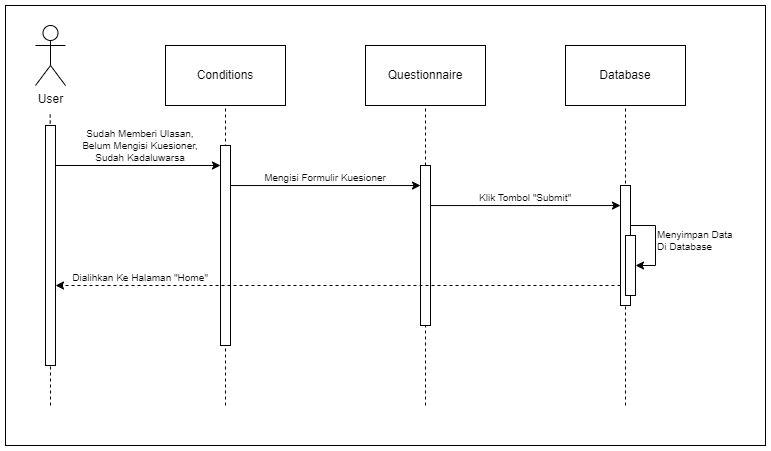 User
Conditions
Questionnaire
Database
Sudah Memberi Ulasan,
Belum Mengisi Kuesioner,
Sudah Kadaluwarsa
Mengisi Formulir Kuesioner
Klik Tombol "Submit"
Menyimpan Data
Di Database
Dialihkan Ke Halaman "Home"